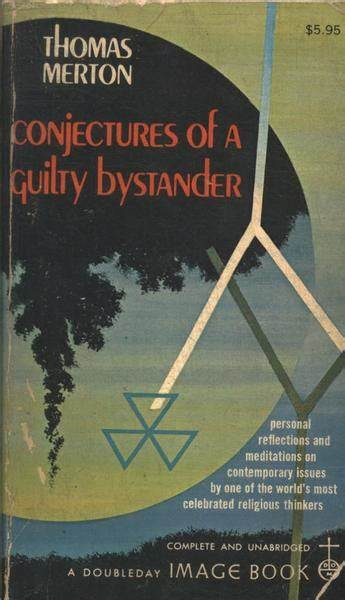 $5.95
THOMAS
MERTON
CONJECTURES OF A
GUILTY BYSTANDER
personal
reflections and
meditations on
contemporary issues
by one of the world's most
celebrated religious thinkers
COMPLETE AND UNABRIDGED
A DOUBLEDAY IMAGE BOOK